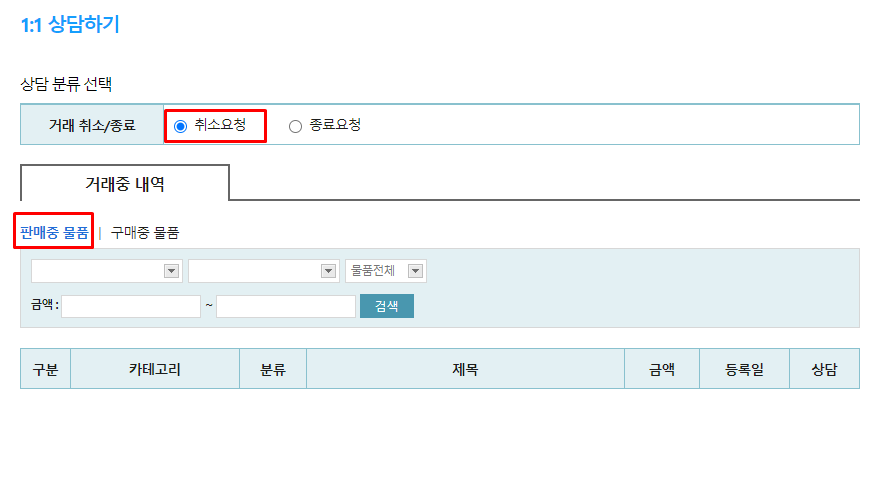 1:1 상담하기
상담 분류 선택
거래 취소/종료 취소요청 종료요청
거래중 내역
판매중 물품 | 구매중 물품
물품전체
금액 : ~ 검색
구분 카테고리 분류 제목 금액 등록일 상담